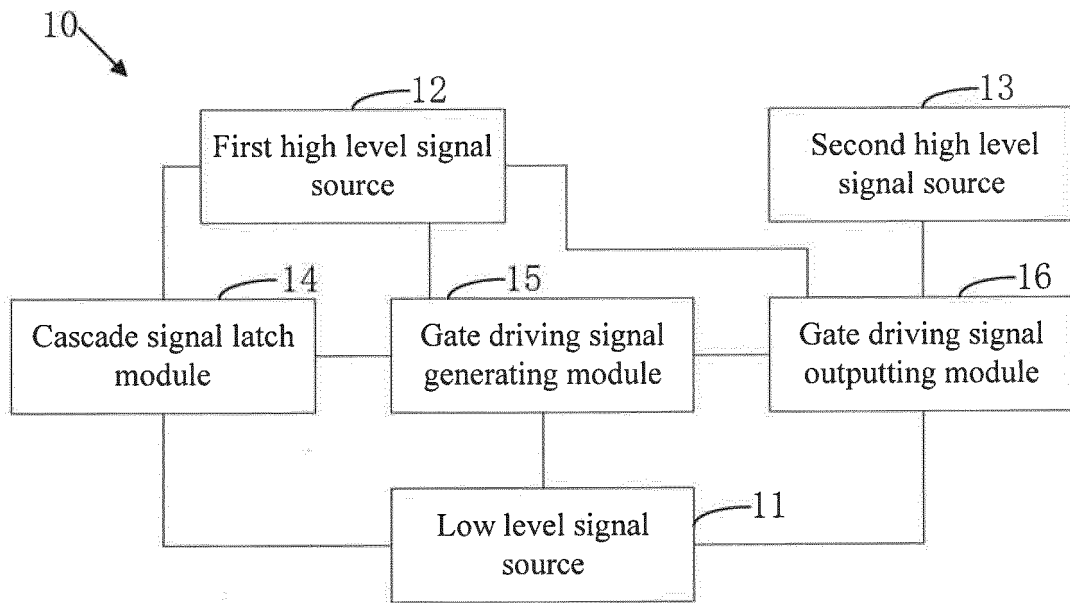 10
12
13
First high level signal
source
Second high level
signal source
14
15
16
Cascade signal latch
module
Gate driving signal
generating module
Gate driving signal
outputting module
11
Low level signal
source